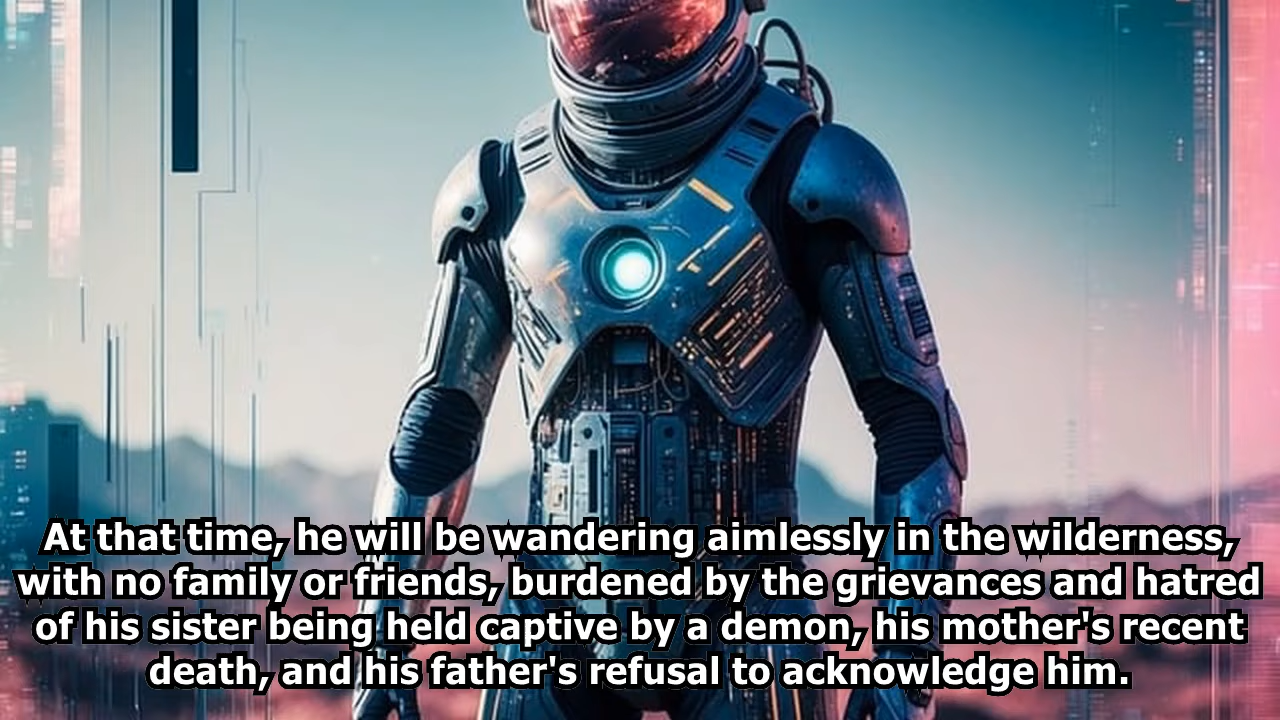 At that time, he will be wandering aimlessly in the wilderness,
with no family or friends, burdened by the grievances and hatred
of his sister being held captive by a demon, his mother's recent
death, and his father's refusal to acknowledge him.